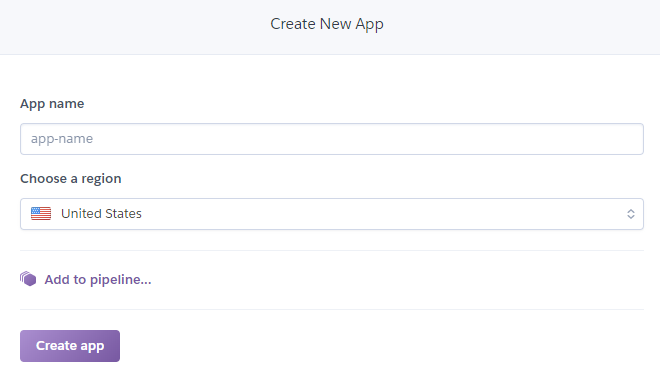 Create New App
App name
app-name
Choose a region
United States
Add to pipeline...
Create app